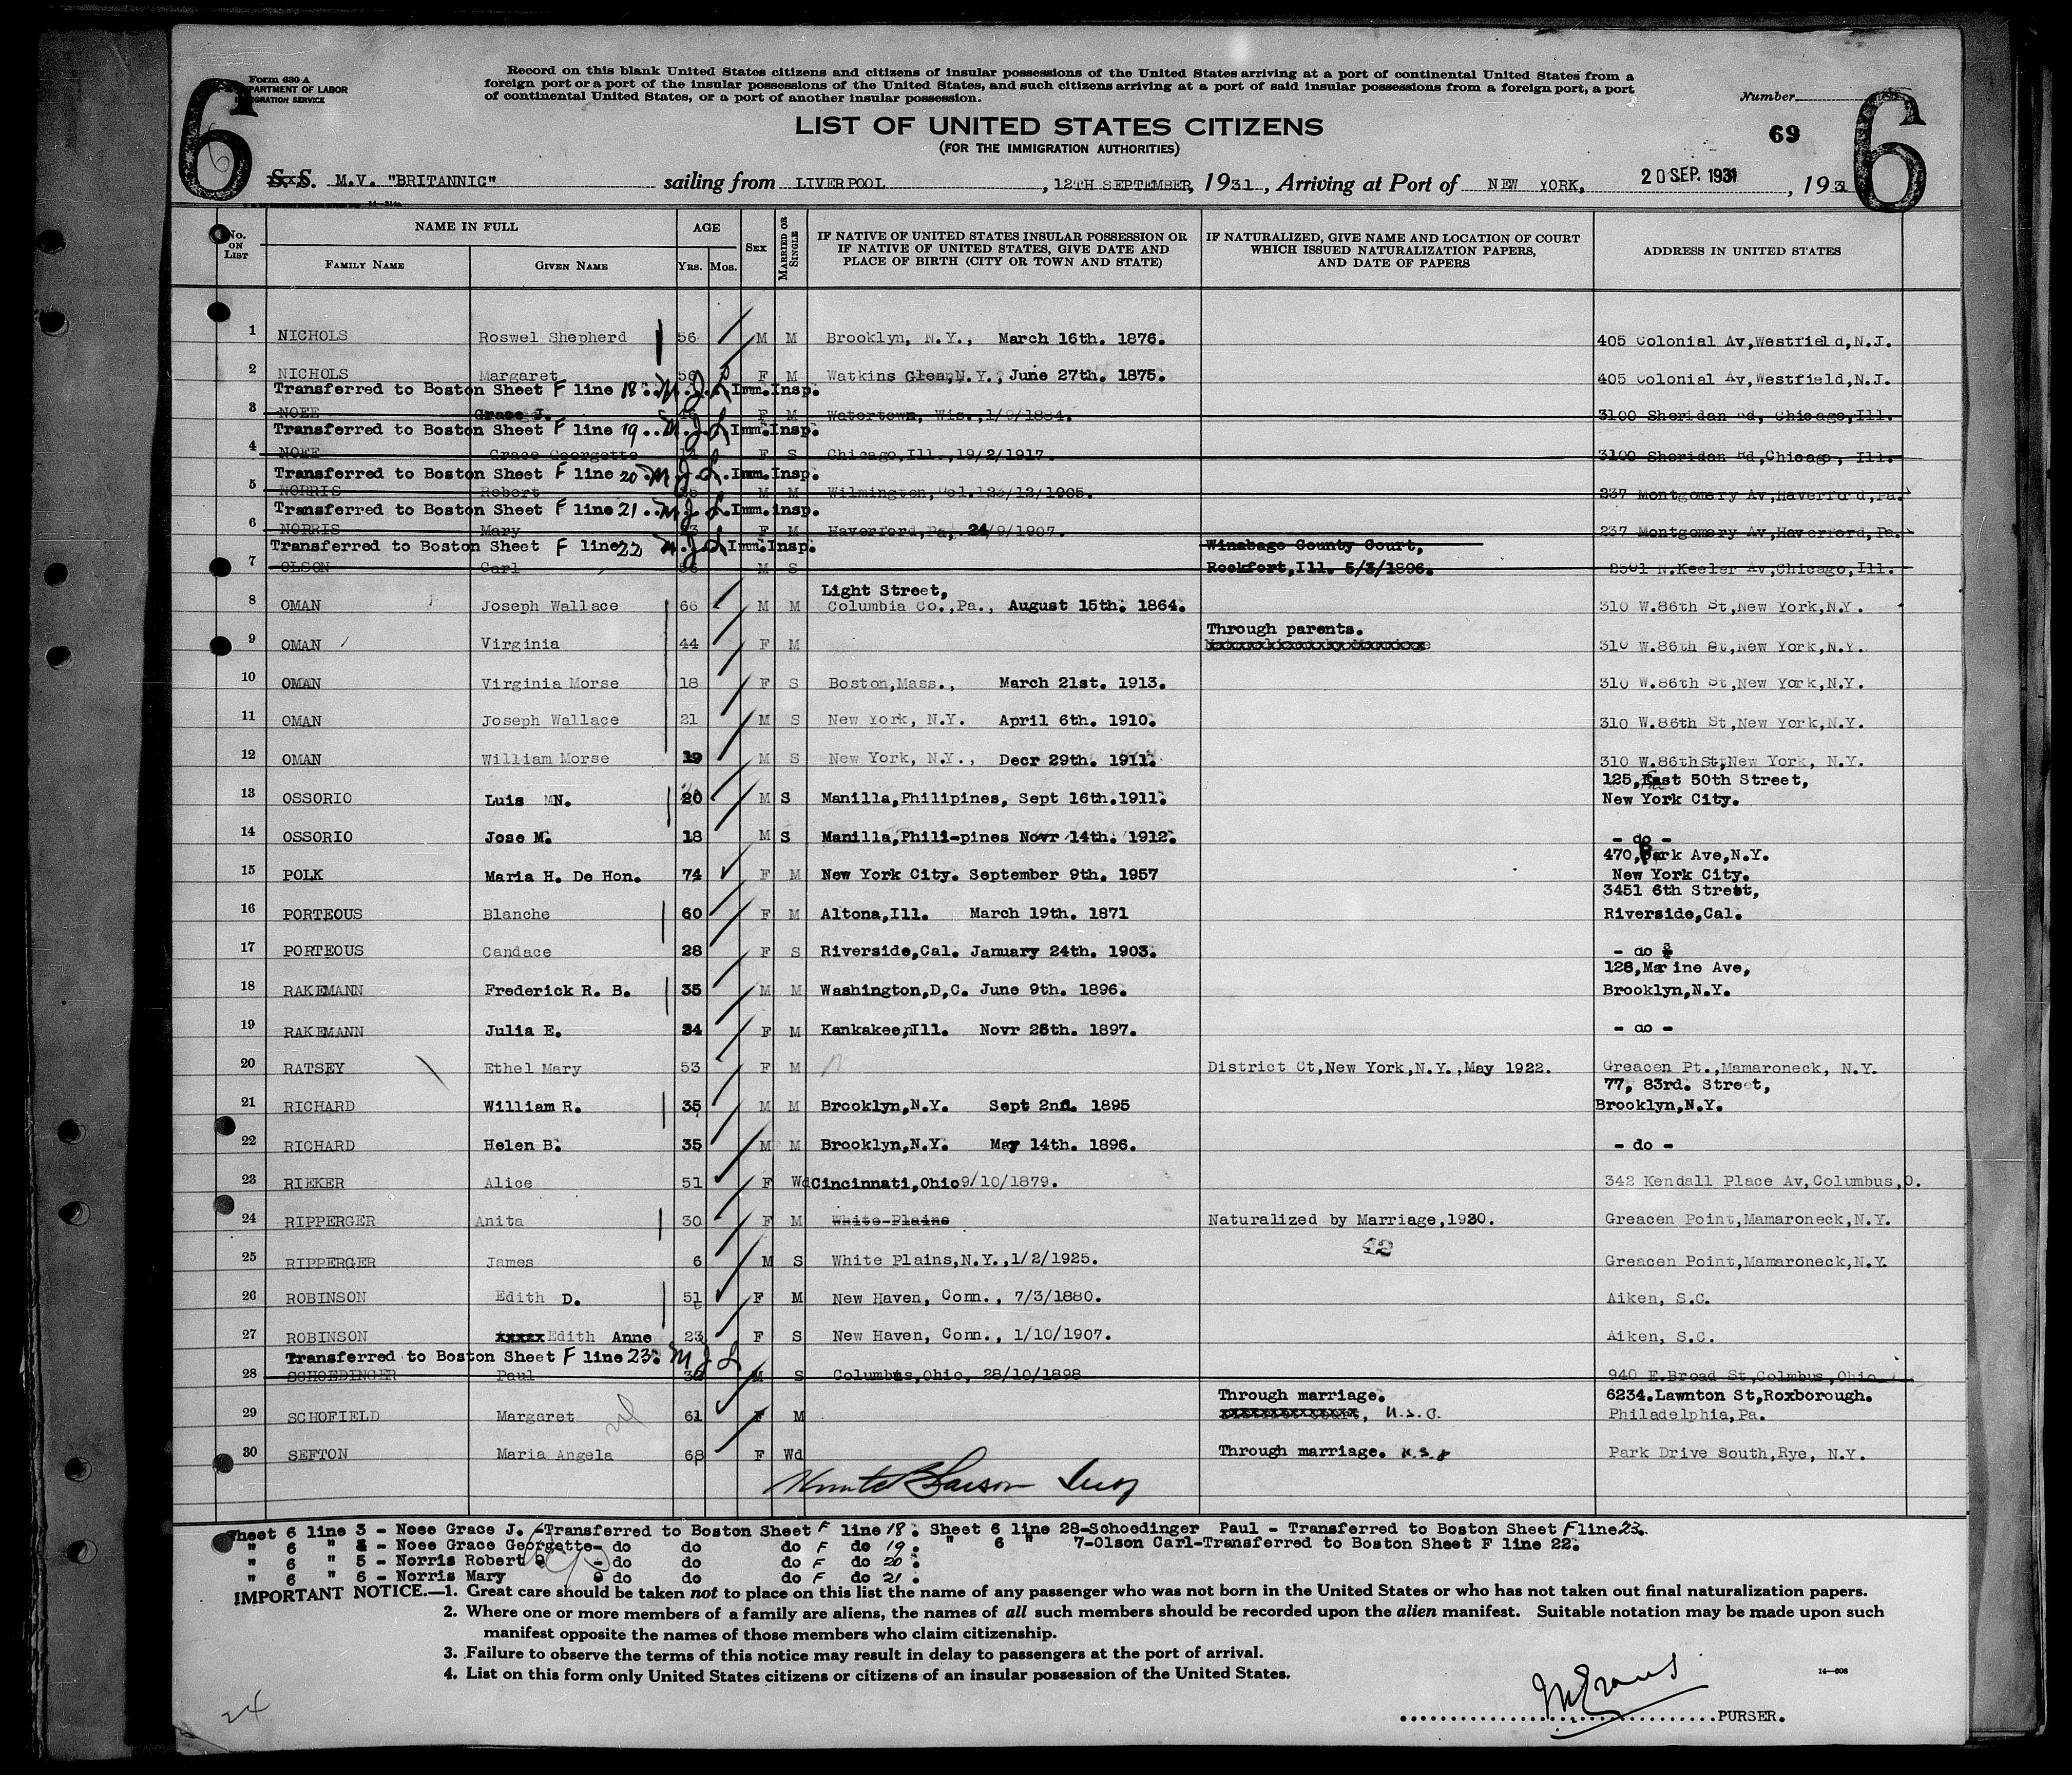 Form 630 A
DEPARTMENT OF LABOR
IMMIGRATION SERVICE
Record on this blank United States citizens and citizens of insular possessions of the United States arriving at a port of continental United States from a
foreign port or a port of the insular possessions of the United States, and such citizens arriving at a port of said insular possessions from a foreign port, a port
of continental United States, or a port of another insular possession.
Number
6 6
LIST OF UNITED STATES CITIZENS
69
(FOR THE IMMIGRATION AUTHORITIES)
S.S. M.V. "BRITANNIC" sailing from LIVERPOOL, 12TH SEPTEMBER, 1931, Arriving at Port of NEW YORK, 20 SEP. 1931, 1931
No. ON LIST NAME IN FULL AGE SEX MARRIED OR SINGLE IF NATIVE OF UNITED STATES INSULAR POSSESSION OR IF NATIVE OF UNITED STATES, GIVE DATE AND PLACE OF BIRTH (CITY OR TOWN AND STATE) IF NATURALIZED, GIVE NAME AND LOCATION OF COURT WHICH ISSUED NATURALIZATION PAPERS, AND DATE OF PAPERS ADDRESS IN UNITED STATES
FAMILY NAME GIVEN NAME YRS. MOS.
1 NICHOLS Roswel Shepherd 56 M M Brooklyn, N.Y., March 16th. 1876. 405 Colonial Av,Westfield,N.J.
2 NICHOLS Margaret 56 F M Watkins Glen,N.Y., June 27th. 1875. 405 Colonial Av,Westfield,N.J.
Transferred to Boston Sheet F line 18. M.J.L. Imm.Insp.
3 NOEE Grace J. F M Watertown, Wis.,1/9/1884. 3100 Sheridan Rd, Chicago,Ill.
Transferred to Boston Sheet F line 19.. M.J.L. Imm.Insp.
4 NOEE Grace Georgette 14 F S Chicago,Ill.,19/2/1917. 3100 Sheridan Rd,Chicago, Ill.
Transferred to Boston Sheet F line 20. M.J.L. Imm.Insp.
5 NORRIS Robert 25 M M Wilmington,Del.123/12/1905. 237 Montgomery Av,Haverford,Pa.
Transferred to Boston Sheet F line 21.. M.J.L. Imm.insp.
6 NORRIS Mary 23 F M Haverford,Pa,. 24/9/1907. 237 Montgomery Av,Haverford,Pa.
Transferred to Boston Sheet F line 22 M.J.L Imm.Insp.
Winabago County Court,
7 OLSON Carl M S Rockfort,Ill. 5/3/1896. 2501 N.Keeler Av,Chicago,Ill.
Light Street,
8 OMAN Joseph Wallace 66 M M Columbia Co.,Pa., August 15th. 1864. 310 W.86th St,New York,N.Y.
Through parents.
9 OMAN Virginia 44 F M 310 W.86th St,New York,N.Y.
10 OMAN Virginia Morse 18 F S Boston,Mass., March 21st. 1913. 310 W.86th St,New York,N.Y.
11 OMAN Joseph Wallace 21 M S New York, N.Y. April 6th. 1910. 310 W.86th St,New York,N.Y.
12 OMAN William Morse 19 M S New York, N.Y., Decr 29th. 1911. 310 W.86th St,New York, N.Y.
125, East 50th Street,
13 OSSORIO Luis MN. 20 M S Manilla,Philipines, Sept 16th.1911. New York City.
14 OSSORIO Jose M. 18 M S Manilla,Phili-pines Novr 14th. 1912. - do -
470,Park Ave,N.Y.
15 POLK Maria H. De Hon. 74 F M New York City. September 9th. 1957 New York City.
3451 6th Street,
16 PORTEOUS Blanche 60 F M Altona,Ill. March 19th. 1871 Riverside,Cal.
17 PORTEOUS Candace 28 F S Riverside,Cal. January 24th. 1903. - do -
128,Marine Ave,
18 RAKEMANN Frederick R. B. 35 M M Washington,D,C. June 9th. 1896. Brooklyn,N.Y.
19 RAKEMANN Julia E. 34 F M Kankakee,Ill. Novr 25th. 1897. - do -
20 RATSEY Ethel Mary 53 F M District Ct,New York,N.Y.,May 1922. Greacen Pt.,Mamaroneck, N.Y.
77, 83rd. Street,
21 RICHARD William R. 35 M M Brooklyn,N.Y. Sept 2nd. 1895 Brooklyn,N.Y.
22 RICHARD Helen B. 35 M M Brooklyn,N.Y. May 14th. 1896. - do -
23 RIEKER Alice 51 F Wd Cincinnati,Ohio 9/10/1879. 342 Kendall Place Av,Columbus,O.
24 RIPPERGER Anita 30 F M White-Plains Naturalized by Marriage,1920. Greacen Point,Mamaroneck,N.Y.
42
25 RIPPERGER James 6 M S White Plains,N.Y.,1/2/1925. Greacen Point,Mamaroneck,N.Y.
26 ROBINSON Edith D. 51 F M New Haven, Conn., 7/3/1880. Aiken, S.C.
27 ROBINSON xxxxx Edith Anne 23 F S New Haven, Conn., 1/10/1907. Aiken, S.C.
Transferred to Boston Sheet F line 23. M J L
28 SCHOEDINGER Paul M S Columbus,Ohio, 28/10/1898 940 E.Broad St,Colmbus,Ohio
Through marriage. 6234.Lawnton St,Roxborough.
29 SCHOFIELD Margaret 61 F M U.S.C. Philadelphia,Pa.
30 SEFTON Maria Angela 68 F Wd Through marriage. Park Drive South,Rye, N.Y.
Sheet 6 line 3 - Noee Grace J. -Transferred to Boston Sheet F line 18. Sheet 6 line 28-Schoedinger Paul - Transferred to Boston Sheet F line 23.
" 6 " - Noee Grace Georgette- do do do F do 19. " 6 " 7-Olson Carl-Transferred to Boston Sheet F line 22.
" 6 " 5 - Norris Robert - do do do F do 20.
" 6 " 6 - Norris Mary do do do F do 21.
IMPORTANT NOTICE.—1. Great care should be taken not to place on this list the name of any passenger who was not born in the United States or who has not taken out final naturalization papers.
2. Where one or more members of a family are aliens, the names of all such members should be recorded upon the alien manifest. Suitable notation may be made upon such
manifest opposite the names of those members who claim citizenship.
3. Failure to observe the terms of this notice may result in delay to passengers at the port of arrival.
4. List on this form only United States citizens or citizens of an insular possession of the United States.
14—606
PURSER.
24